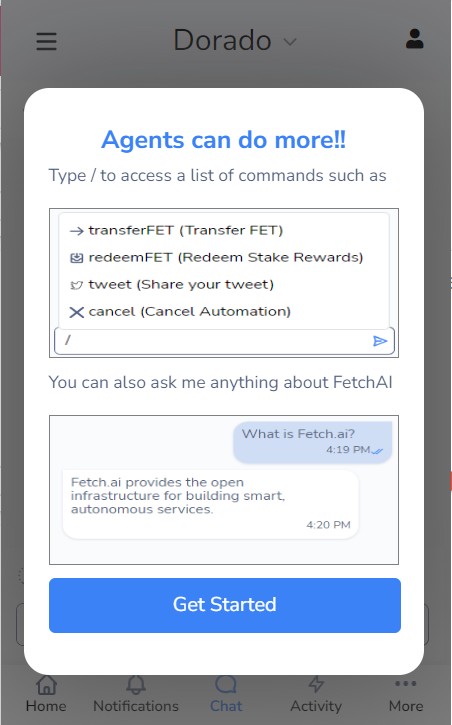 Dorado
Agents can do more!!
Type / to access a list of commands such as
transferFET (Transfer FET)
redeemFET (Redeem Stake Rewards)
tweet (Share your tweet)
cancel (Cancel Automation)
/
You can also ask me anything about FetchAI
What is Fetch.ai?
4:19 PM
Fetch.ai provides the open
infrastructure for building smart,
autonomous services.
4:20 PM
Get Started
Home Notifications Chat Activity More